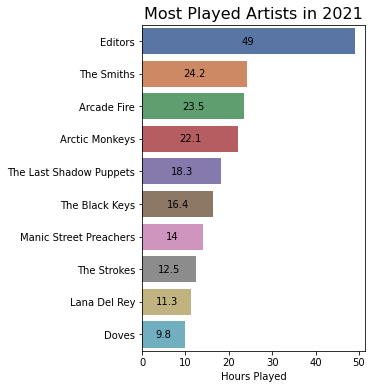 Most Played Artists in 2021
Editors 49
The Smiths 24.2
Arcade Fire 23.5
Arctic Monkeys 22.1
The Last Shadow Puppets 18.3
The Black Keys 16.4
Manic Street Preachers 14
The Strokes 12.5
Lana Del Rey 11.3
Doves 9.8
0 10 20 30 40 50
Hours Played